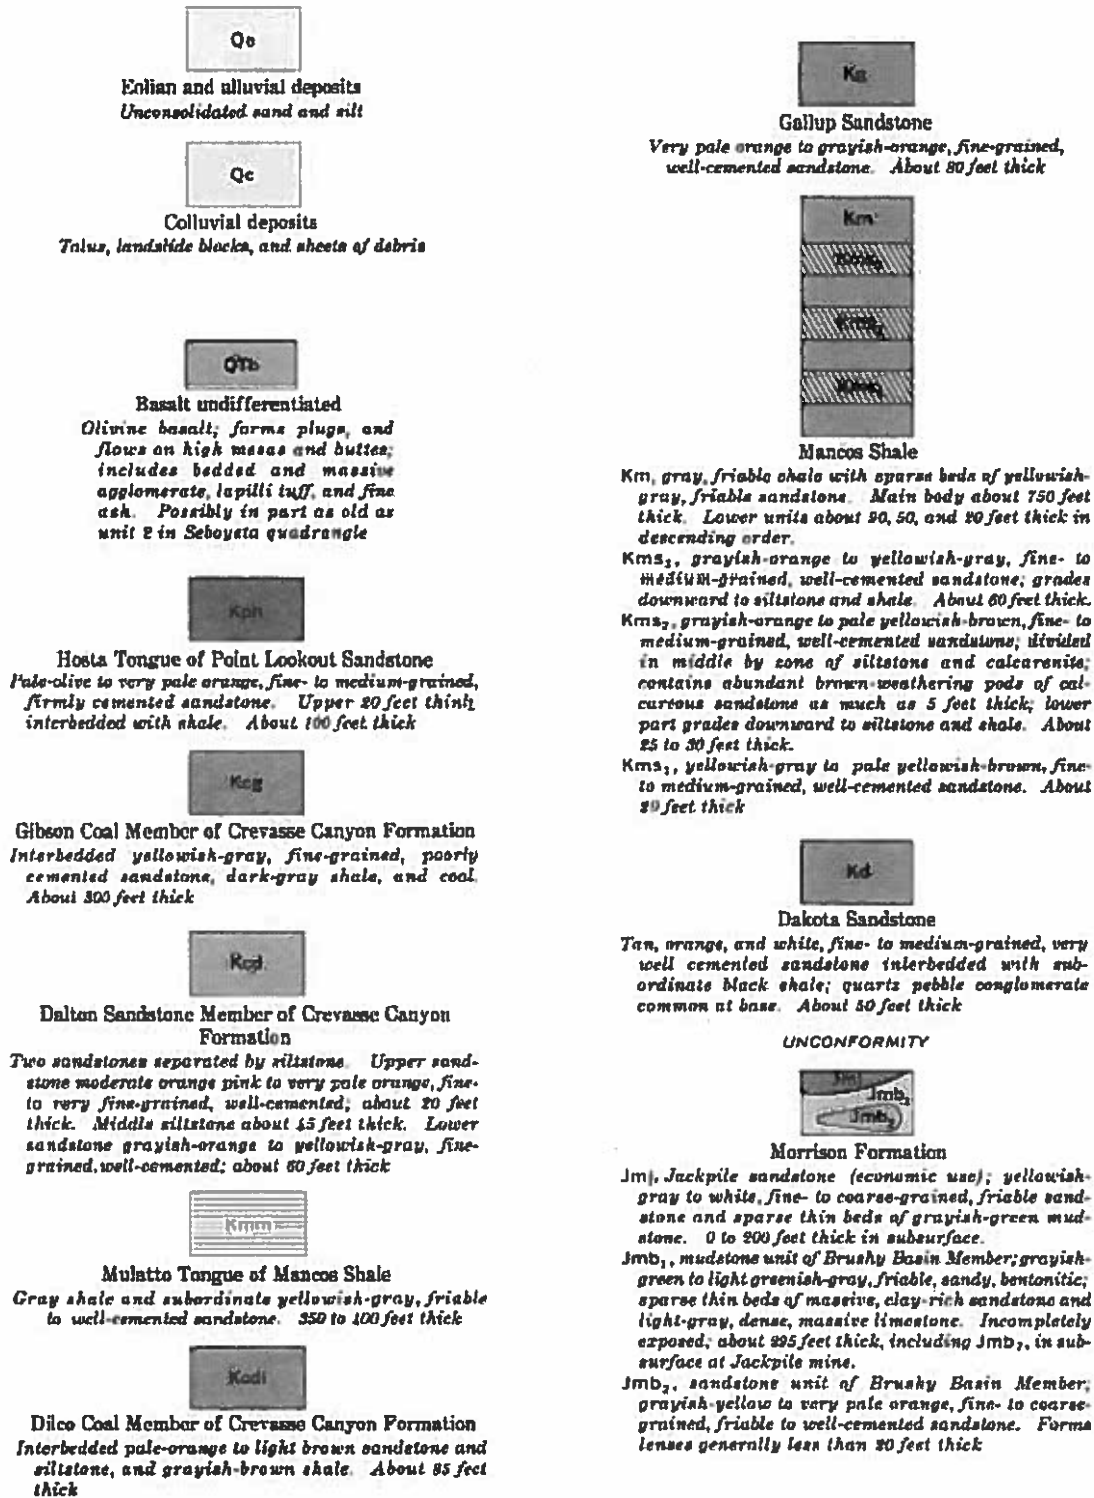 Qe
Eolian and alluvial deposits
Unconsolidated sand and silt
Qc
Colluvial deposits
Talus, landslide blocks, and sheets of debris
QTb
Basalt undifferentiated
Olivine basalt; forms plugs, and
flows on high mesas and buttes;
includes bedded and massive
agglomerate, lapilli tuff, and fine
ash. Possibly in part as old as
unit 2 in Seboyeta quadrangle
Kph
Hosta Tongue of Point Lookout Sandstone
Pale-olive to very pale orange, fine- to medium-grained,
firmly cemented sandstone. Upper 20 feet thinly
interbedded with shale. About 100 feet thick
Kcg
Gibson Coal Member of Crevasse Canyon Formation
Interbedded yellowish-gray, fine-grained, poorly
cemented sandstone, dark-gray shale, and coal.
About 300 feet thick
Kcd
Dalton Sandstone Member of Crevasse Canyon
Formation
Two sandstones separated by siltstone. Upper sand-
stone moderate orange pink to very pale orange, fine-
to very fine-grained, well-cemented; about 20 feet
thick. Middle siltstone about 15 feet thick. Lower
sandstone grayish-orange to yellowish-gray, fine-
grained, well-cemented; about 60 feet thick
Kmm
Mulatto Tongue of Mancos Shale
Gray shale and subordinate yellowish-gray, friable
to well-cemented sandstone. 350 to 400 feet thick
Kcdi
Dilco Coal Member of Crevasse Canyon Formation
Interbedded pale-orange to light brown sandstone and
siltstone, and grayish-brown shale. About 85 feet
thick
Kg
Gallup Sandstone
Very pale orange to grayish-orange, fine-grained,
well-cemented sandstone. About 80 feet thick
Km
Kms₃
Kms₂
Kms₁
Mancos Shale
Km, gray, friable shale with sparse beds of yellowish-
gray, friable sandstone. Main body about 750 feet
thick. Lower units about 90, 50, and 20 feet thick in
descending order.
Kms₃, grayish-orange to yellowish-gray, fine- to
medium-grained, well-cemented sandstone; grades
downward to siltstone and shale. About 60 feet thick.
Kms₂, grayish-orange to pale yellowish-brown, fine- to
medium-grained, well-cemented sandstone; divided
in middle by zone of siltstone and calcarenite;
contains abundant brown-weathering pods of cal-
careous sandstone as much as 5 feet thick; lower
part grades downward to siltstone and shale. About
25 to 30 feet thick.
Kms₁, yellowish-gray to pale yellowish-brown, fine-
to medium-grained, well-cemented sandstone. About
feet thick
Kd
Dakota Sandstone
Tan, orange, and white, fine- to medium-grained, very
well cemented sandstone interbedded with sub-
ordinate black shale; quartz pebble conglomerate
common at base. About 50 feet thick
UNCONFORMITY
Jmj
Jmb₁
Jmb₂
Morrison Formation
Jmj, Jackpile sandstone (economic use); yellowish-
gray to white, fine- to coarse-grained, friable sand-
stone and sparse thin beds of grayish-green mud-
stone. 0 to 200 feet thick in subsurface.
Jmb₁, mudstone unit of Brushy Basin Member; grayish-
green to light greenish-gray, friable, sandy, bentonitic;
sparse thin beds of massive, clay-rich sandstone and
light-gray, dense, massive limestone. Incompletely
exposed; about 295 feet thick, including Jmb₂, in sub-
surface at Jackpile mine.
Jmb₂, sandstone unit of Brushy Basin Member;
grayish-yellow to very pale orange, fine- to coarse-
grained, friable to well-cemented sandstone. Forms
lenses generally less than 20 feet thick